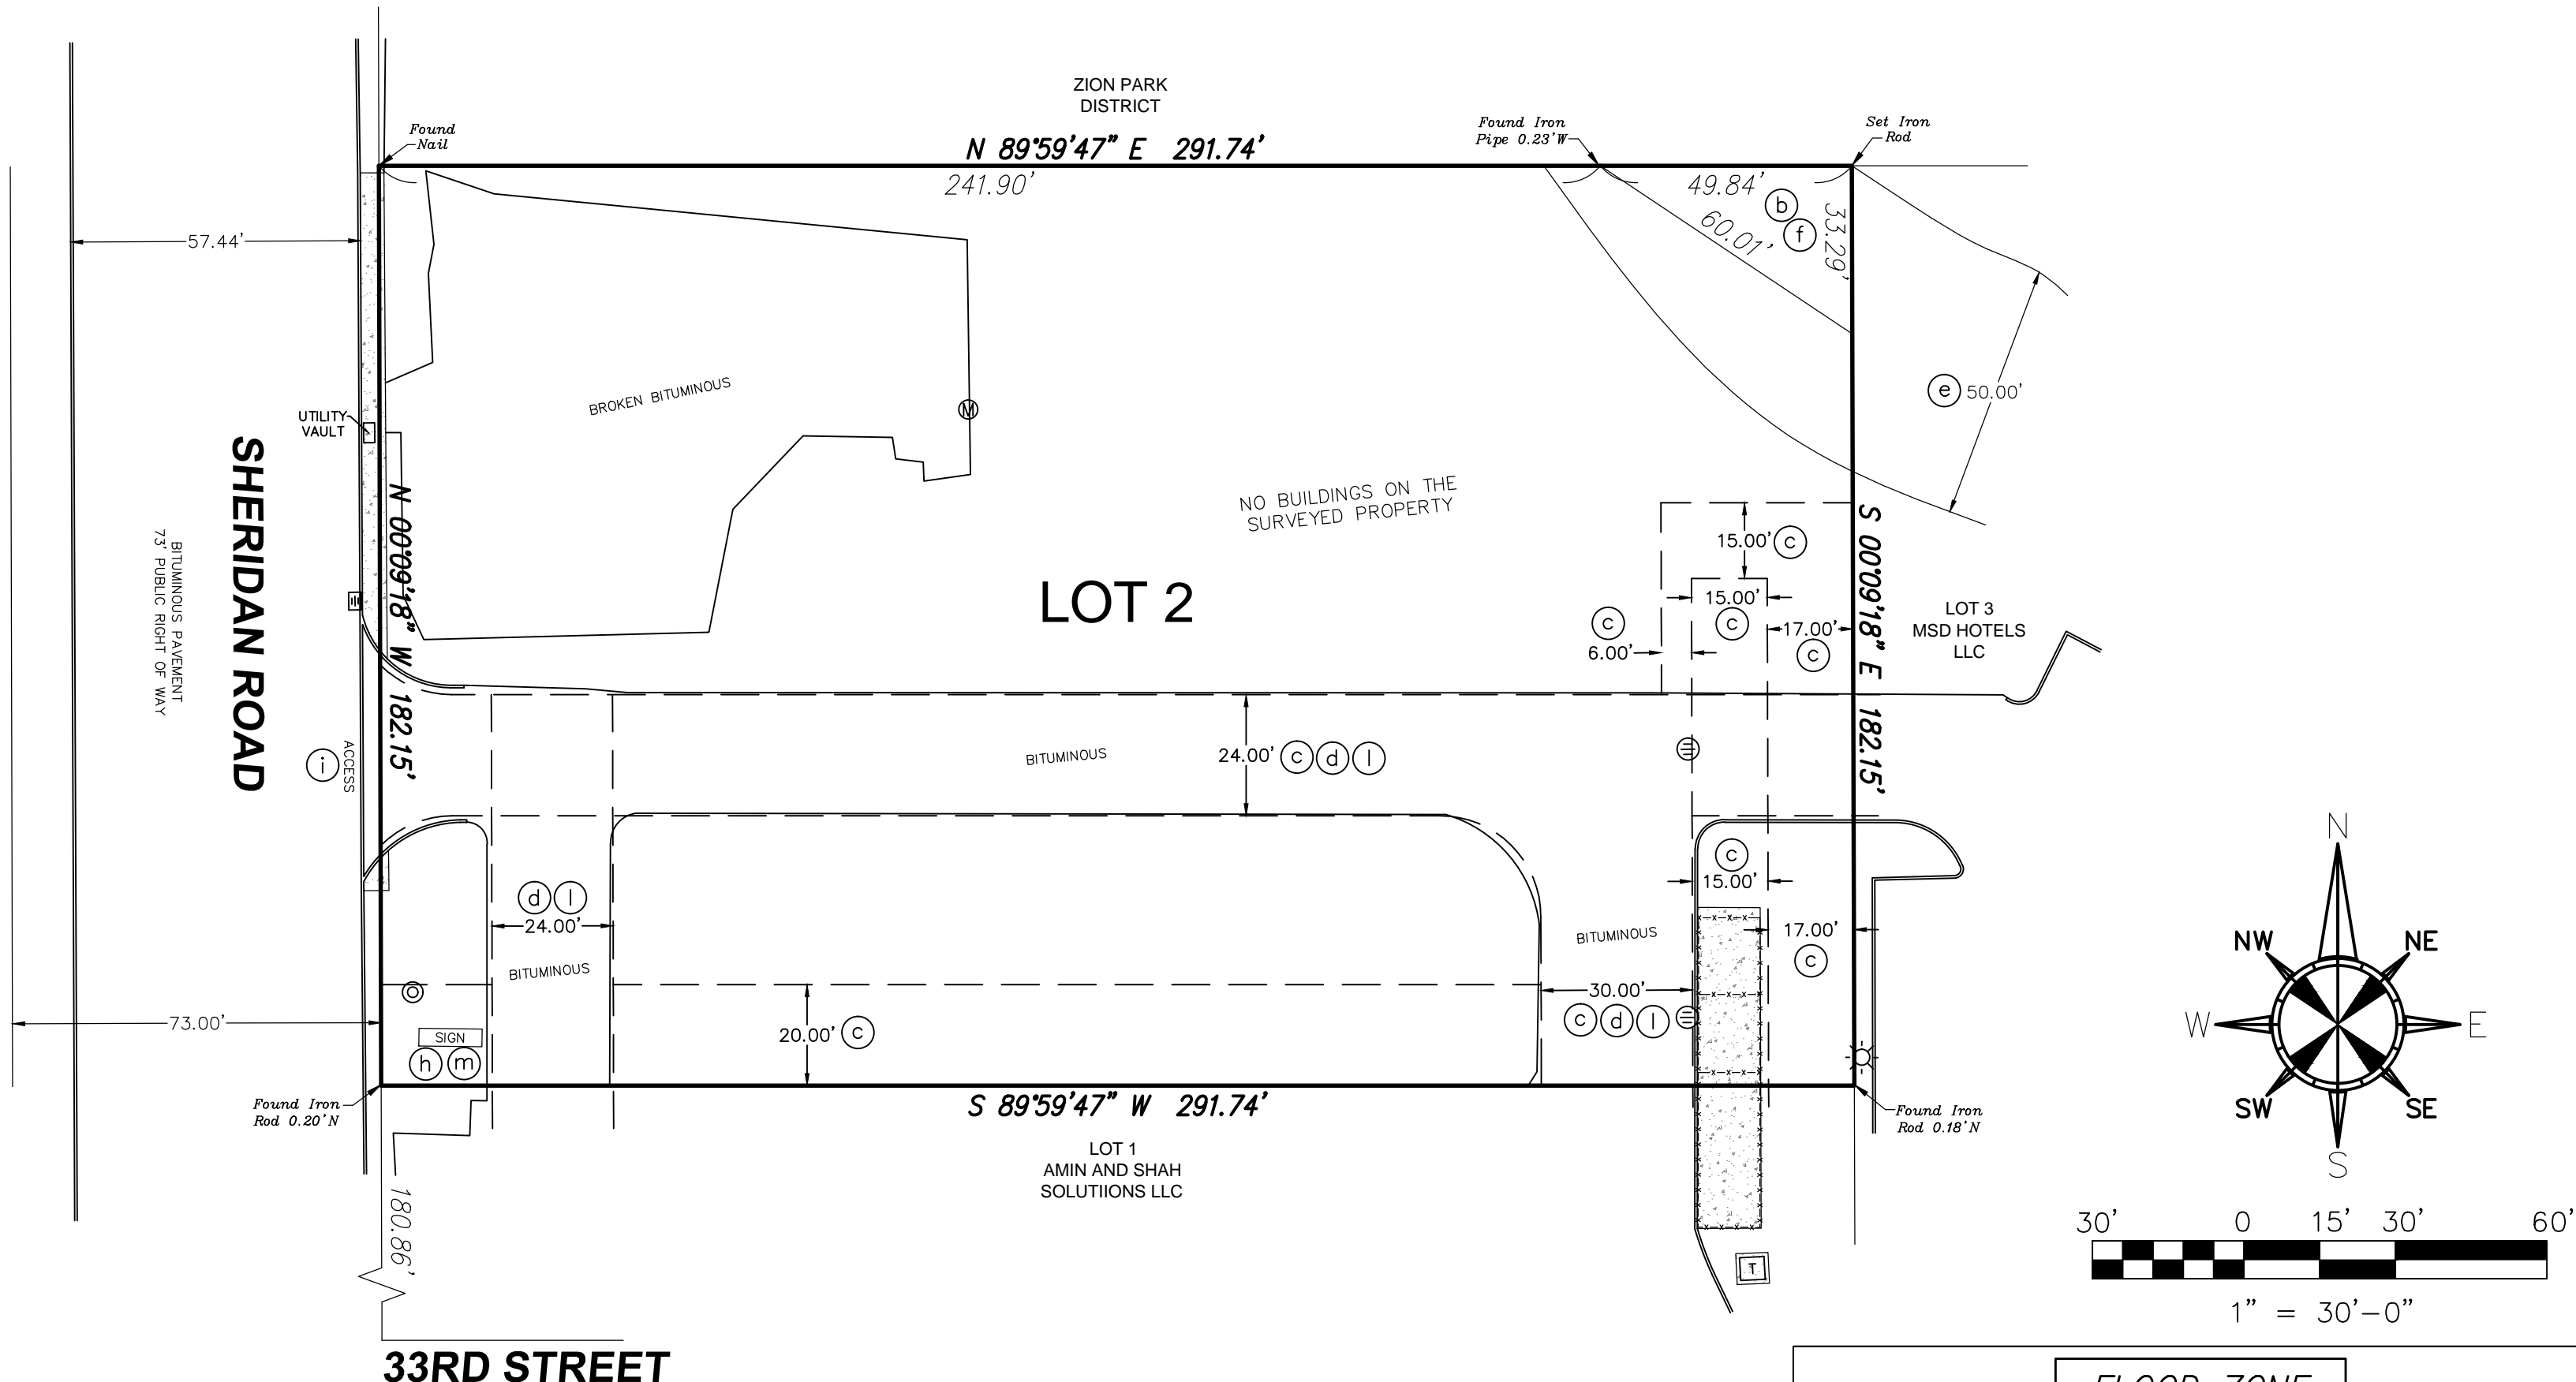 ZION PARK
DISTRICT
Found
Nail
N 89°59'47" E 291.74'
Found Iron
Pipe 0.23'W
Set Iron
Rod
241.90'
49.84'
b
f
60.01'
33.29'
57.44'
e 50.00'
BROKEN BITUMINOUS
M
UTILITY
VAULT
SHERIDAN ROAD
BITUMINOUS PAVEMENT
73' PUBLIC RIGHT OF WAY
N 00°09'18" W 182.15'
NO BUILDINGS ON THE
SURVEYED PROPERTY
LOT 2
S 00°09'18" E 182.15'
15.00' c
15.00'
c
c
6.00'
17.00'
c
LOT 3
MSD HOTELS
LLC
i
ACCESS
BITUMINOUS
24.00' c d l
d l
24.00'
BITUMINOUS
c
15.00'
BITUMINOUS
17.00'
c
30.00'
c d l
73.00'
SIGN
h m
20.00' c
Found Iron
Rod 0.20'N
S 89°59'47" W 291.74'
Found Iron
Rod 0.18'N
LOT 1
AMIN AND SHAH
SOLUTIIONS LLC
180.86'
T
33RD STREET
N
NW NE
W E
SW SE
S
30' 0 15' 30' 60'
1" = 30'-0"